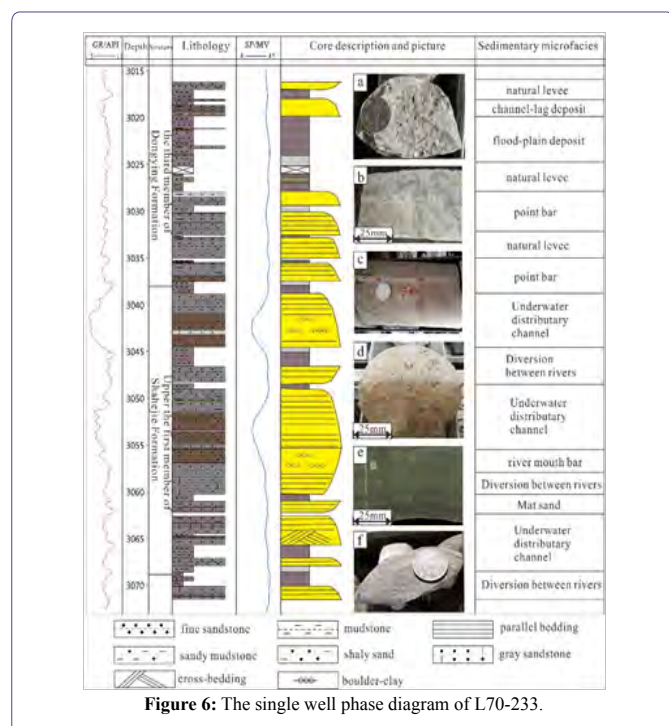 GR/API Depth Lithology SP/MV Core description and picture Sedimentary microfacies
3015
3020
3025
3030
3035
3040
3045
3050
3055
3060
3065
3070
the third member of
Dongying Formation
Upper the first member of
Shahejie Formation
a
b
25mm
c
d
25mm
e
25mm
f
natural levee
channel-lag deposit
flood-plain deposit
natural levee
point bar
natural levee
point bar
Underwater
distributary
channel
Diversion
between rivers
Underwater
distributary
channel
river mouth bar
Diversion between rivers
Mat sand
Underwater
distributary
channel
Diversion between rivers
fine sandstone mudstone parallel bedding
sandy mudstone shaly sand gray sandstone
cross-bedding boulder-clay
Figure 6: The single well phase diagram of L70-233.